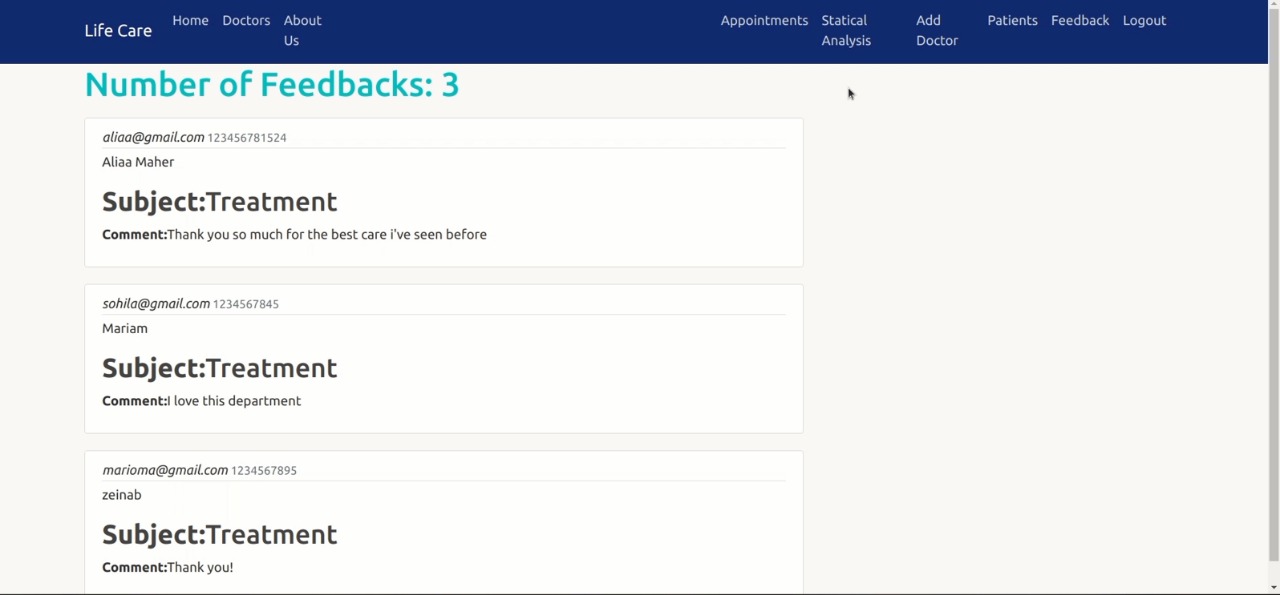 Life Care
Home
Doctors
About
Us
Appointments
Statical
Analysis
Add
Doctor
Patients
Feedback
Logout
Number of Feedbacks: 3
aliaa@gmail.com 123456781524
Aliaa Maher
Subject:Treatment
Comment:Thank you so much for the best care i've seen before
sohila@gmail.com 1234567845
Mariam
Subject:Treatment
Comment:I love this department
marioma@gmail.com 1234567895
zeinab
Subject:Treatment
Comment:Thank you!